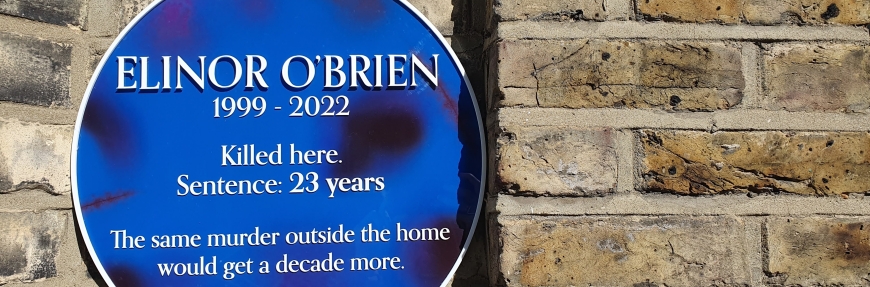 ELINOR O'BRIEN
1999 - 2022
Killed here.
Sentence: 23 years
The same murder outside the home
would get a decade more.